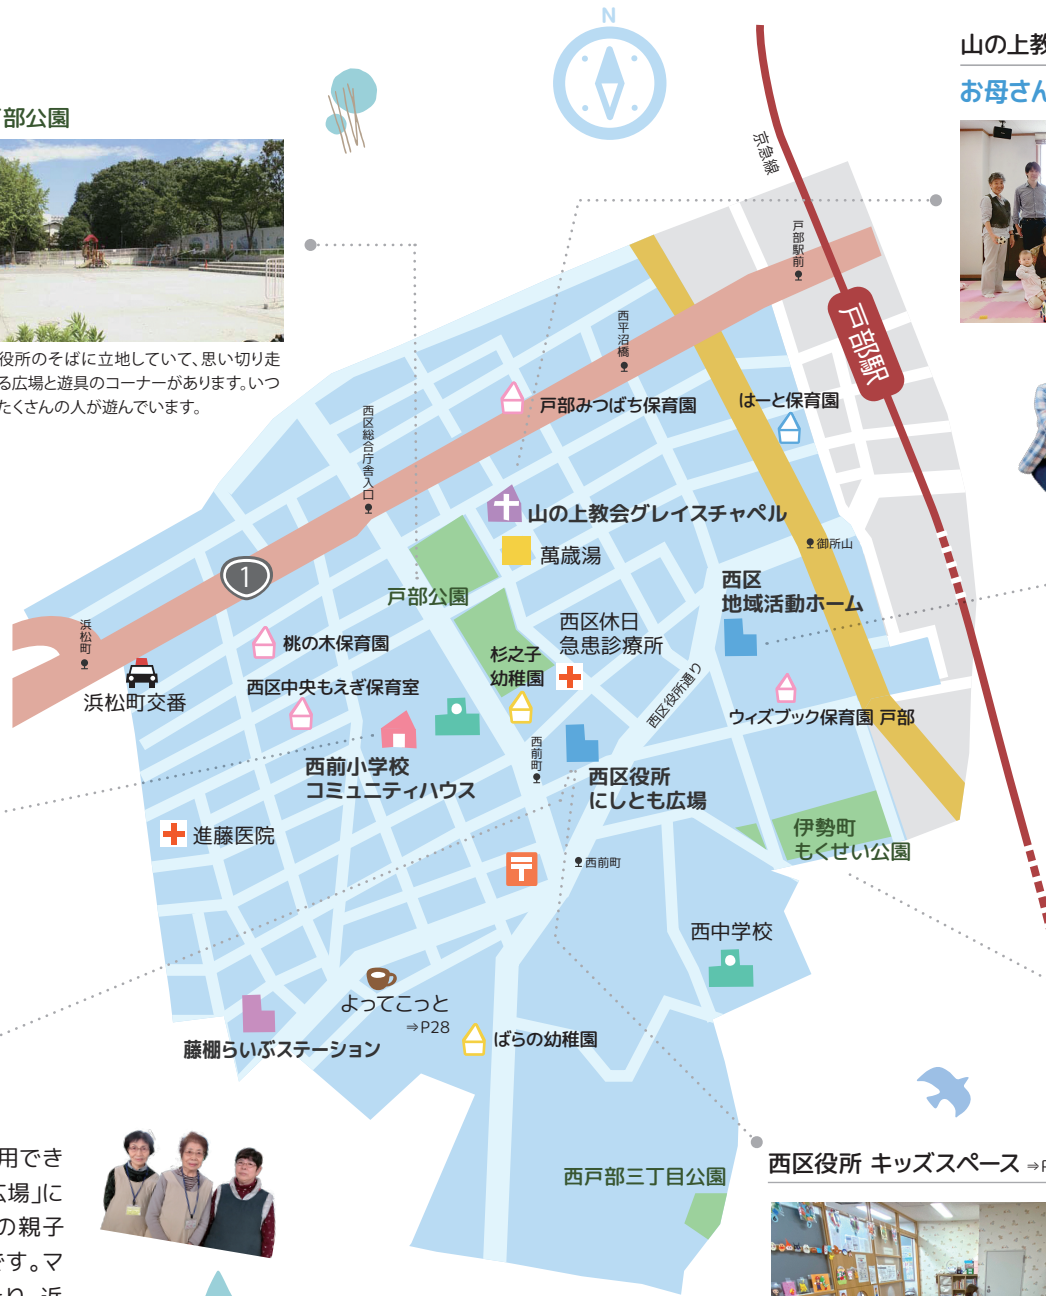 N
山の上教
お母さん
部公園
役所のそばに立地していて、思い切り走
る広場と遊具のコーナーがあります。いつ
たくさんの人が遊んでいます。
京急線
戸部駅前
戸部駅
西平沼橋
西区総合庁舎入口
戸部みつばち保育園
はーと保育園
山の上教会グレイスチャペル
萬歳湯
御所山
1
戸部公園
西区
地域活動ホーム
西区休日
急患診療所
浜松町
桃の木保育園
杉之子
幼稚園
西区中央もえぎ保育室
浜松町交番
西区役所通り
ウィズブック保育園 戸部
西前町
西前小学校
コミュニティハウス
西区役所
にしとも広場
進藤医院
伊勢町
もくせい公園
西前町
西中学校
よってこっと
⇒P28
ばらの幼稚園
藤棚らいぶステーション
用でき
広場」に
の親子
です。マ
西戸部三丁目公園
西区役所 キッズスペース ⇒P